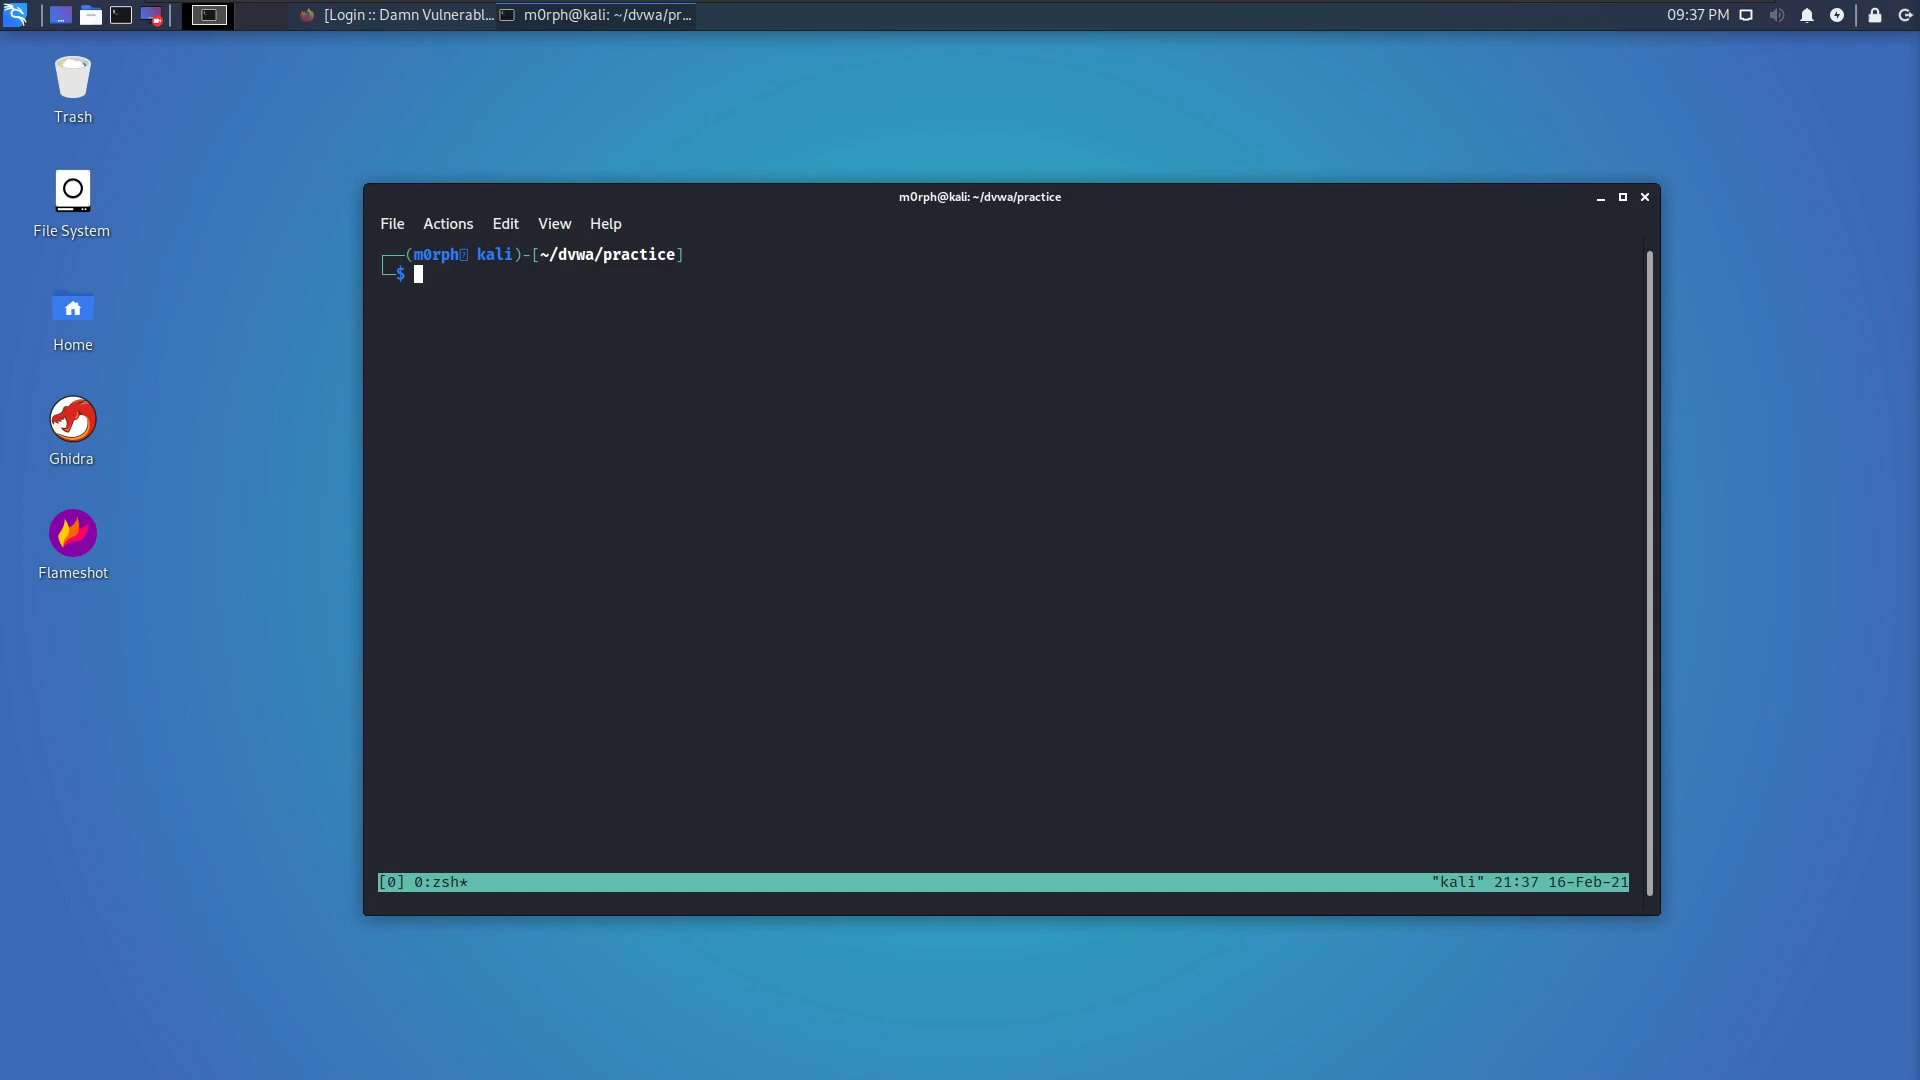 [Login :: Damn Vulnerabl...
m0rph@kali: ~/dvwa/pr...
09:37 PM
Trash
File System
Home
Ghidra
Flameshot
m0rph@kali: ~/dvwa/practice
File Actions Edit View Help
(m0rph kali)-[~/dvwa/practice]
$
[0] 0:zsh*
"kali" 21:37 16-Feb-21